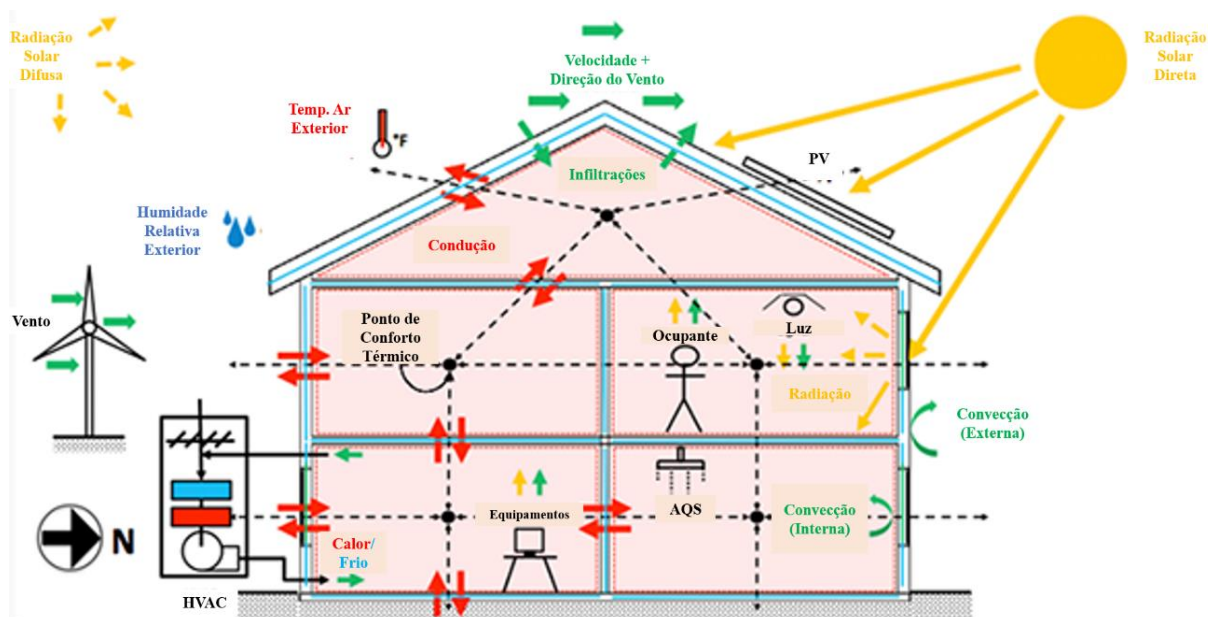 Radiação
Solar
Difusa
Velocidade +
Direção do Vento
Radiação
Solar
Direta
Temp. Ar
Exterior
°F
PV
Infiltrações
Humidade
Relativa
Exterior
Condução
Vento
Ponto de
Conforto
Térmico
Ocupante
Luz
Radiação
Convecção
(Externa)
N
Equipamentos
AQS
Convecção
(Interna)
Calor/
Frio
HVAC